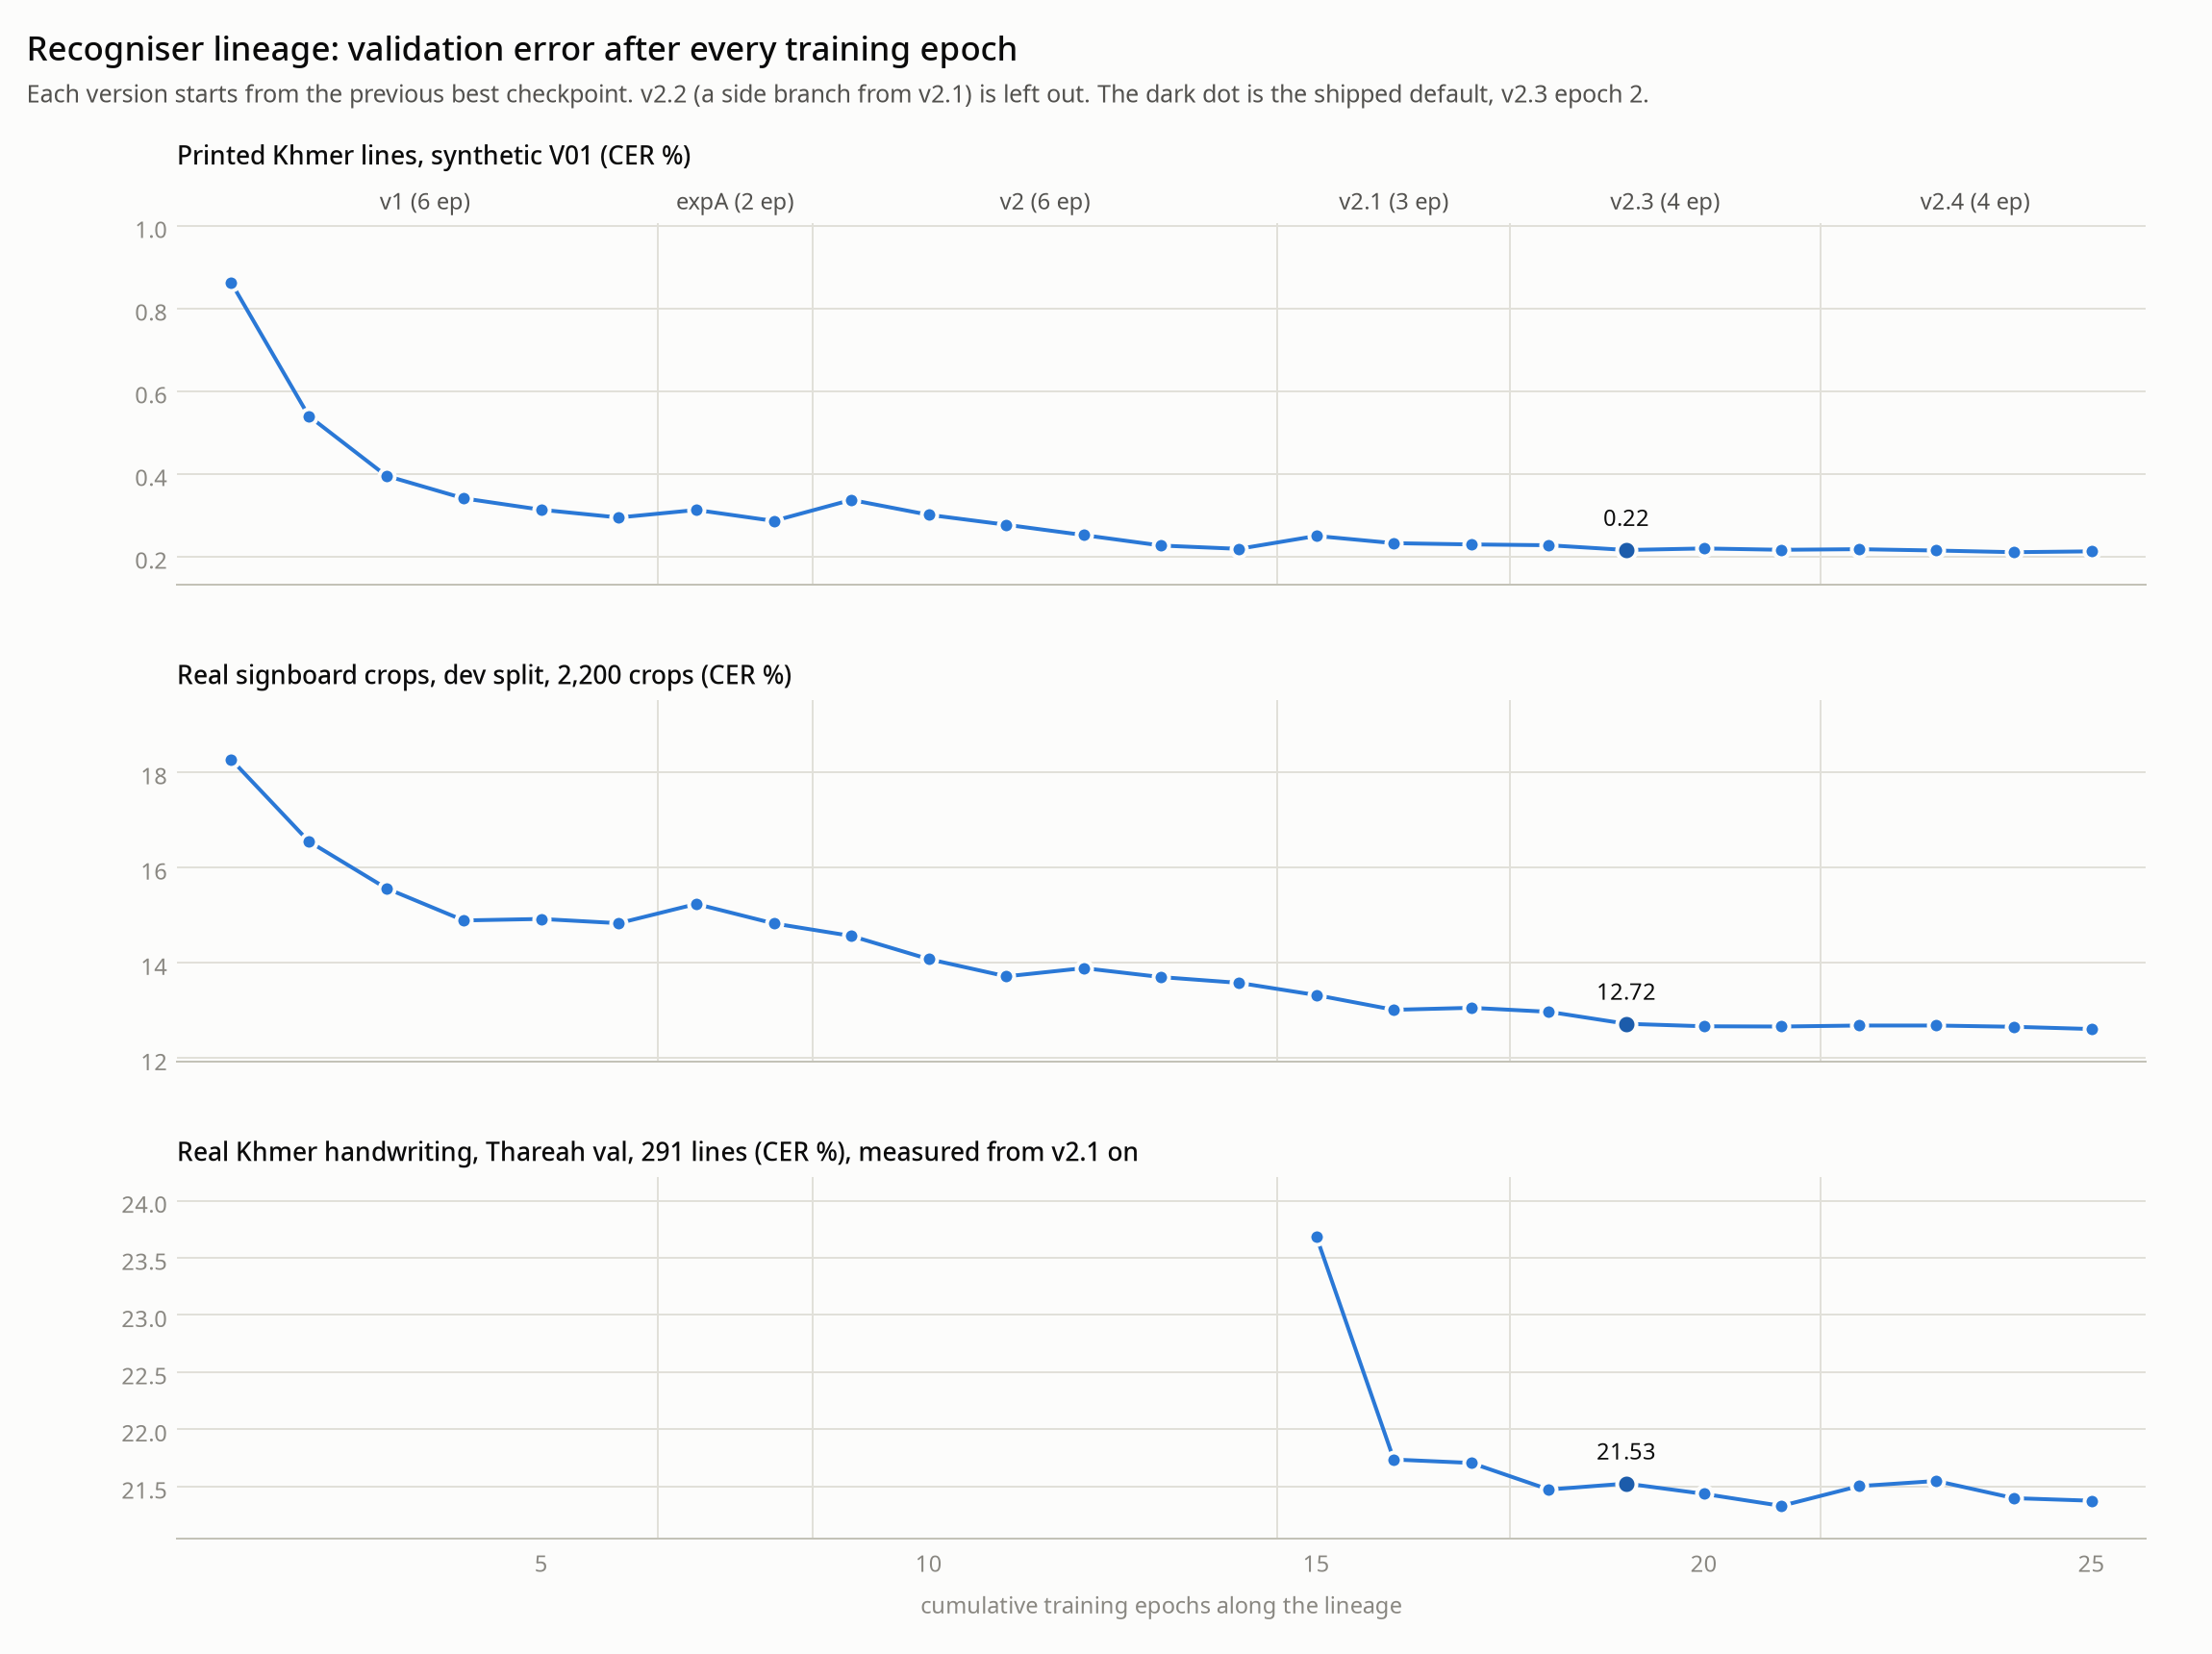 Recogniser lineage: validation error after every training epoch
Each version starts from the previous best checkpoint. v2.2 (a side branch from v2.1) is left out. The dark dot is the shipped default, v2.3 epoch 2.
Printed Khmer lines, synthetic V01 (CER %)
v1 (6 ep) expA (2 ep) v2 (6 ep) v2.1 (3 ep) v2.3 (4 ep) v2.4 (4 ep)
1.0
0.8
0.6
0.4
0.22
0.2
Real signboard crops, dev split, 2,200 crops (CER %)
18
16
14
12.72
12
Real Khmer handwriting, Thareah val, 291 lines (CER %), measured from v2.1 on
24.0
23.5
23.0
22.5
22.0
21.53
21.5
5 10 15 20 25
cumulative training epochs along the lineage